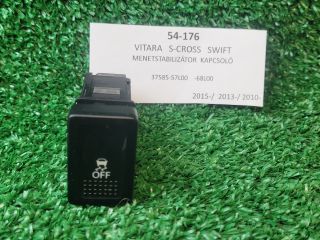 54-176
VITARA S-CROSS SWIFT
MENETSTABILIZÁTOR KAPCSOLÓ
37585-57L00 -68L00
2015-/ 2013-/ 2010-
OFF